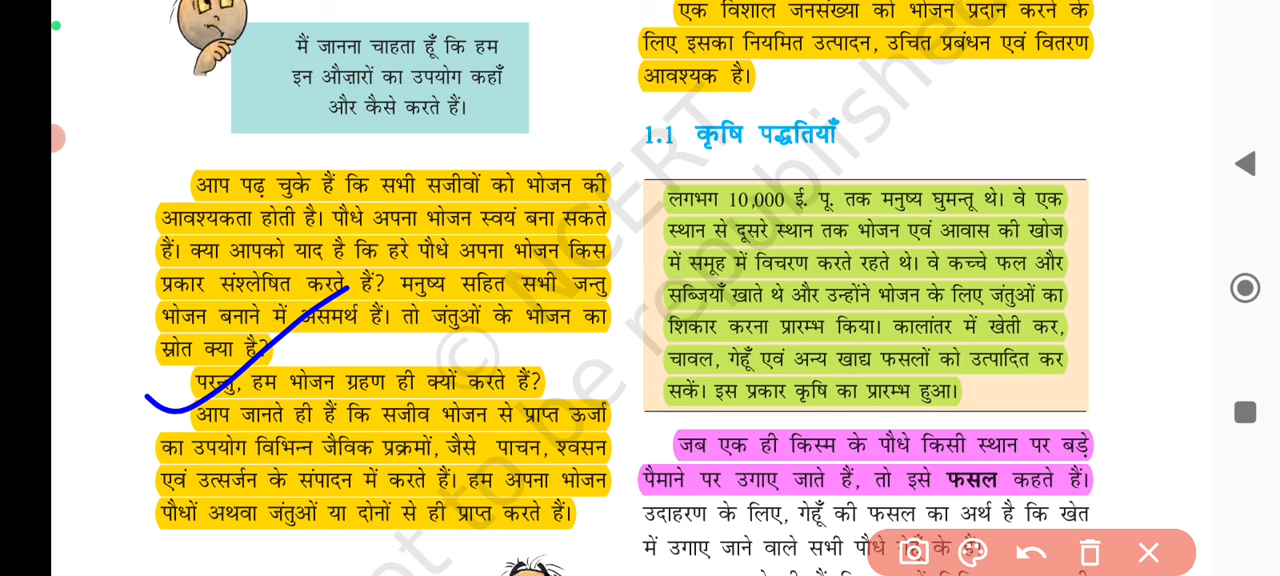 मैं जानना चाहता हूँ कि हम
इन औज़ारों का उपयोग कहाँ
और कैसे करते हैं।
आप पढ़ चुके हैं कि सभी सजीवों को भोजन की
आवश्यकता होती है। पौधे अपना भोजन स्वयं बना सकते
हैं। क्या आपको याद है कि हरे पौधे अपना भोजन किस
प्रकार संश्लेषित करते हैं? मनुष्य सहित सभी जन्तु
भोजन बनाने में असमर्थ हैं। तो जंतुओं के भोजन का
स्रोत क्या है?
परन्तु, हम भोजन ग्रहण ही क्यों करते हैं?
आप जानते ही हैं कि सजीव भोजन से प्राप्त ऊर्जा
का उपयोग विभिन्न जैविक प्रक्रमों, जैसे पाचन, श्वसन
एवं उत्सर्जन के संपादन में करते हैं। हम अपना भोजन
पौधों अथवा जंतुओं या दोनों से ही प्राप्त करते हैं।
एक विशाल जनसंख्या को भोजन प्रदान करने के
लिए इसका नियमित उत्पादन, उचित प्रबंधन एवं वितरण
आवश्यक है।
1.1 कृषि पद्धतियाँ
लगभग 10,000 ई. पू. तक मनुष्य घुमन्तू थे। वे एक
स्थान से दूसरे स्थान तक भोजन एवं आवास की खोज
में समूह में विचरण करते रहते थे। वे कच्चे फल और
सब्जियाँ खाते थे और उन्होंने भोजन के लिए जंतुओं का
शिकार करना प्रारम्भ किया। कालांतर में खेती कर,
चावल, गेहूँ एवं अन्य खाद्य फसलों को उत्पादित कर
सकें। इस प्रकार कृषि का प्रारम्भ हुआ।
जब एक ही किस्म के पौधे किसी स्थान पर बड़े
पैमाने पर उगाए जाते हैं, तो इसे फसल कहते हैं।
उदाहरण के लिए, गेहूँ की फसल का अर्थ है कि खेत
में उगाए जाने वाले सभी पौधे गेहूँ के हैं।
© NCERT
not to be republished